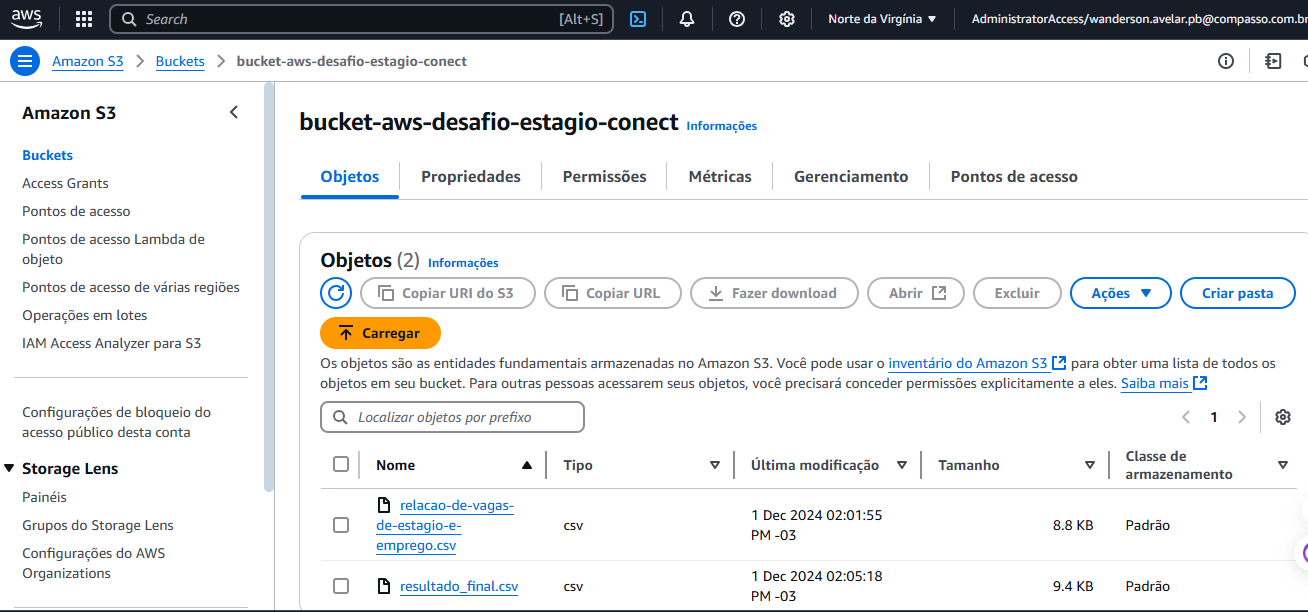 aws
Search
[Alt+S]
Norte da Virgínia
AdministratorAccess/wanderson.avelar.pb@compasso.com.br
Amazon S3
Buckets
bucket-aws-desafio-estagio-conect
Amazon S3
Buckets
Access Grants
Pontos de acesso
Pontos de acesso Lambda de
objeto
Pontos de acesso de várias regiões
Operações em lotes
IAM Access Analyzer para S3
Configurações de bloqueio do
acesso público desta conta
Storage Lens
Painéis
Grupos do Storage Lens
Configurações do AWS
Organizations
bucket-aws-desafio-estagio-conect Informações
Objetos
Propriedades
Permissões
Métricas
Gerenciamento
Pontos de acesso
Objetos (2) Informações
Copiar URI do S3
Copiar URL
Fazer download
Abrir
Excluir
Ações
Criar pasta
Carregar
Os objetos são as entidades fundamentais armazenadas no Amazon S3. Você pode usar o inventário do Amazon S3 para obter uma lista de todos os
objetos em seu bucket. Para outras pessoas acessarem seus objetos, você precisará conceder permissões explicitamente a eles. Saiba mais
Localizar objetos por prefixo
1
Nome
Tipo
Última modificação
Tamanho
Classe de
armazenamento
relacao-de-vagas-
de-estagio-e-
emprego.csv
csv
1 Dec 2024 02:01:55
PM -03
8.8 KB
Padrão
resultado_final.csv
csv
1 Dec 2024 02:05:18
PM -03
9.4 KB
Padrão